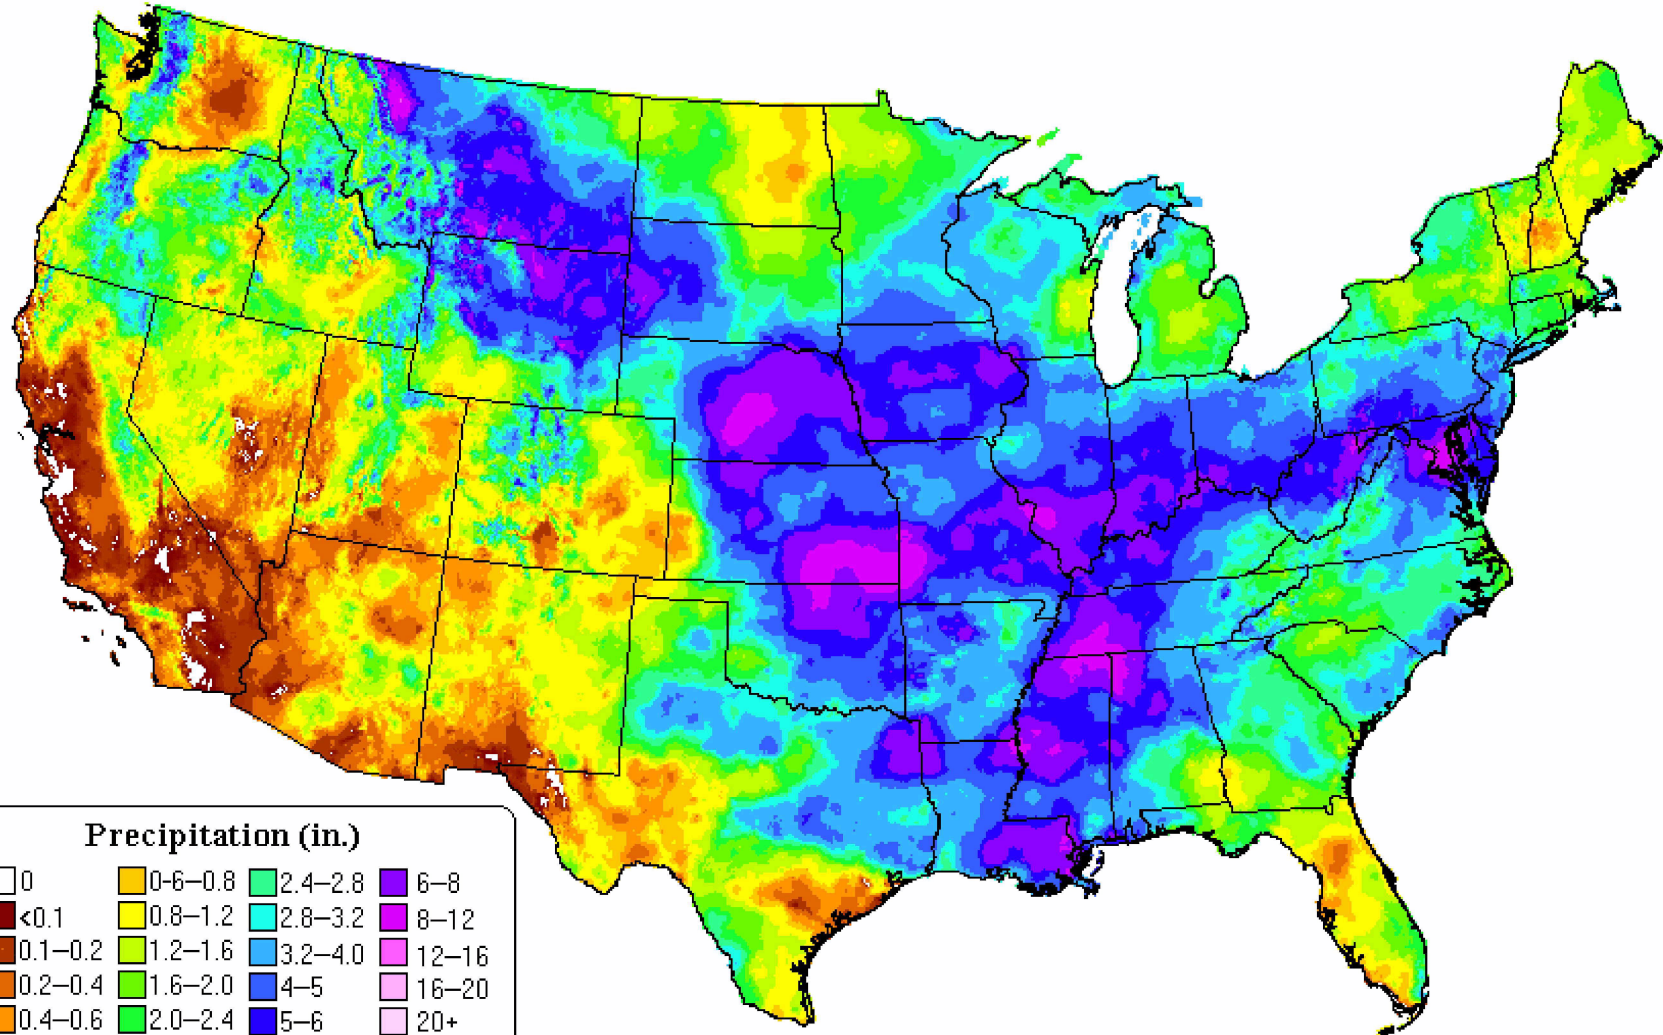 Precipitation (in.)
0 0-6–0.8 2.4–2.8 6–8
<0.1 0.8–1.2 2.8–3.2 8–12
0.1–0.2 1.2–1.6 3.2–4.0 12–16
0.2–0.4 1.6–2.0 4–5 16–20
0.4–0.6 2.0–2.4 5–6 20+